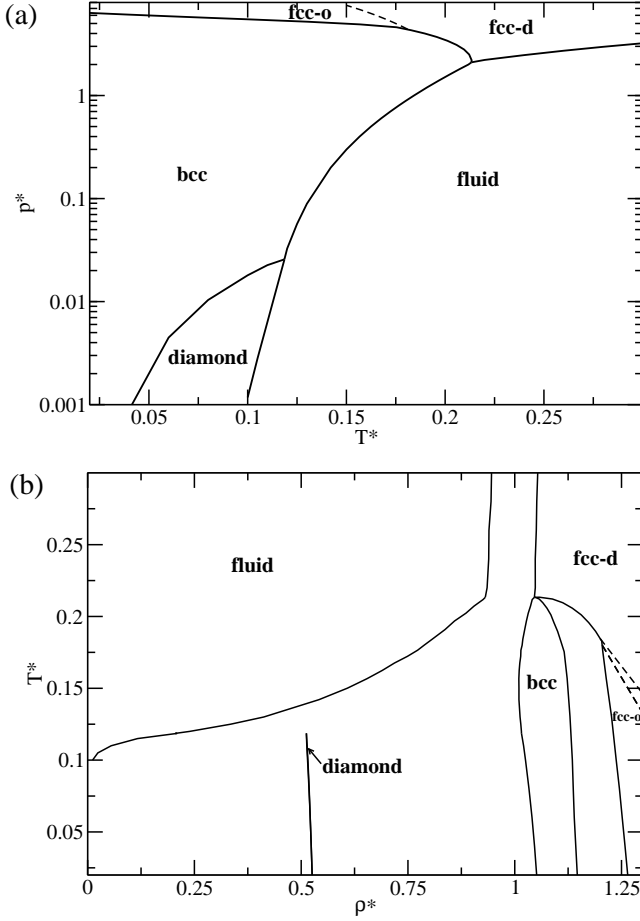 (a)
fcc-o
fcc-d
1
bcc
fluid
p*
0.1
0.01
diamond
0.001
0.05 0.1 0.15 0.2 0.25
T*
(b)
0.25
fluid
fcc-d
0.2
T*
bcc
0.15
fcc-o
0.1
diamond
0.05
0 0.25 0.5 0.75 1 1.25
ρ*